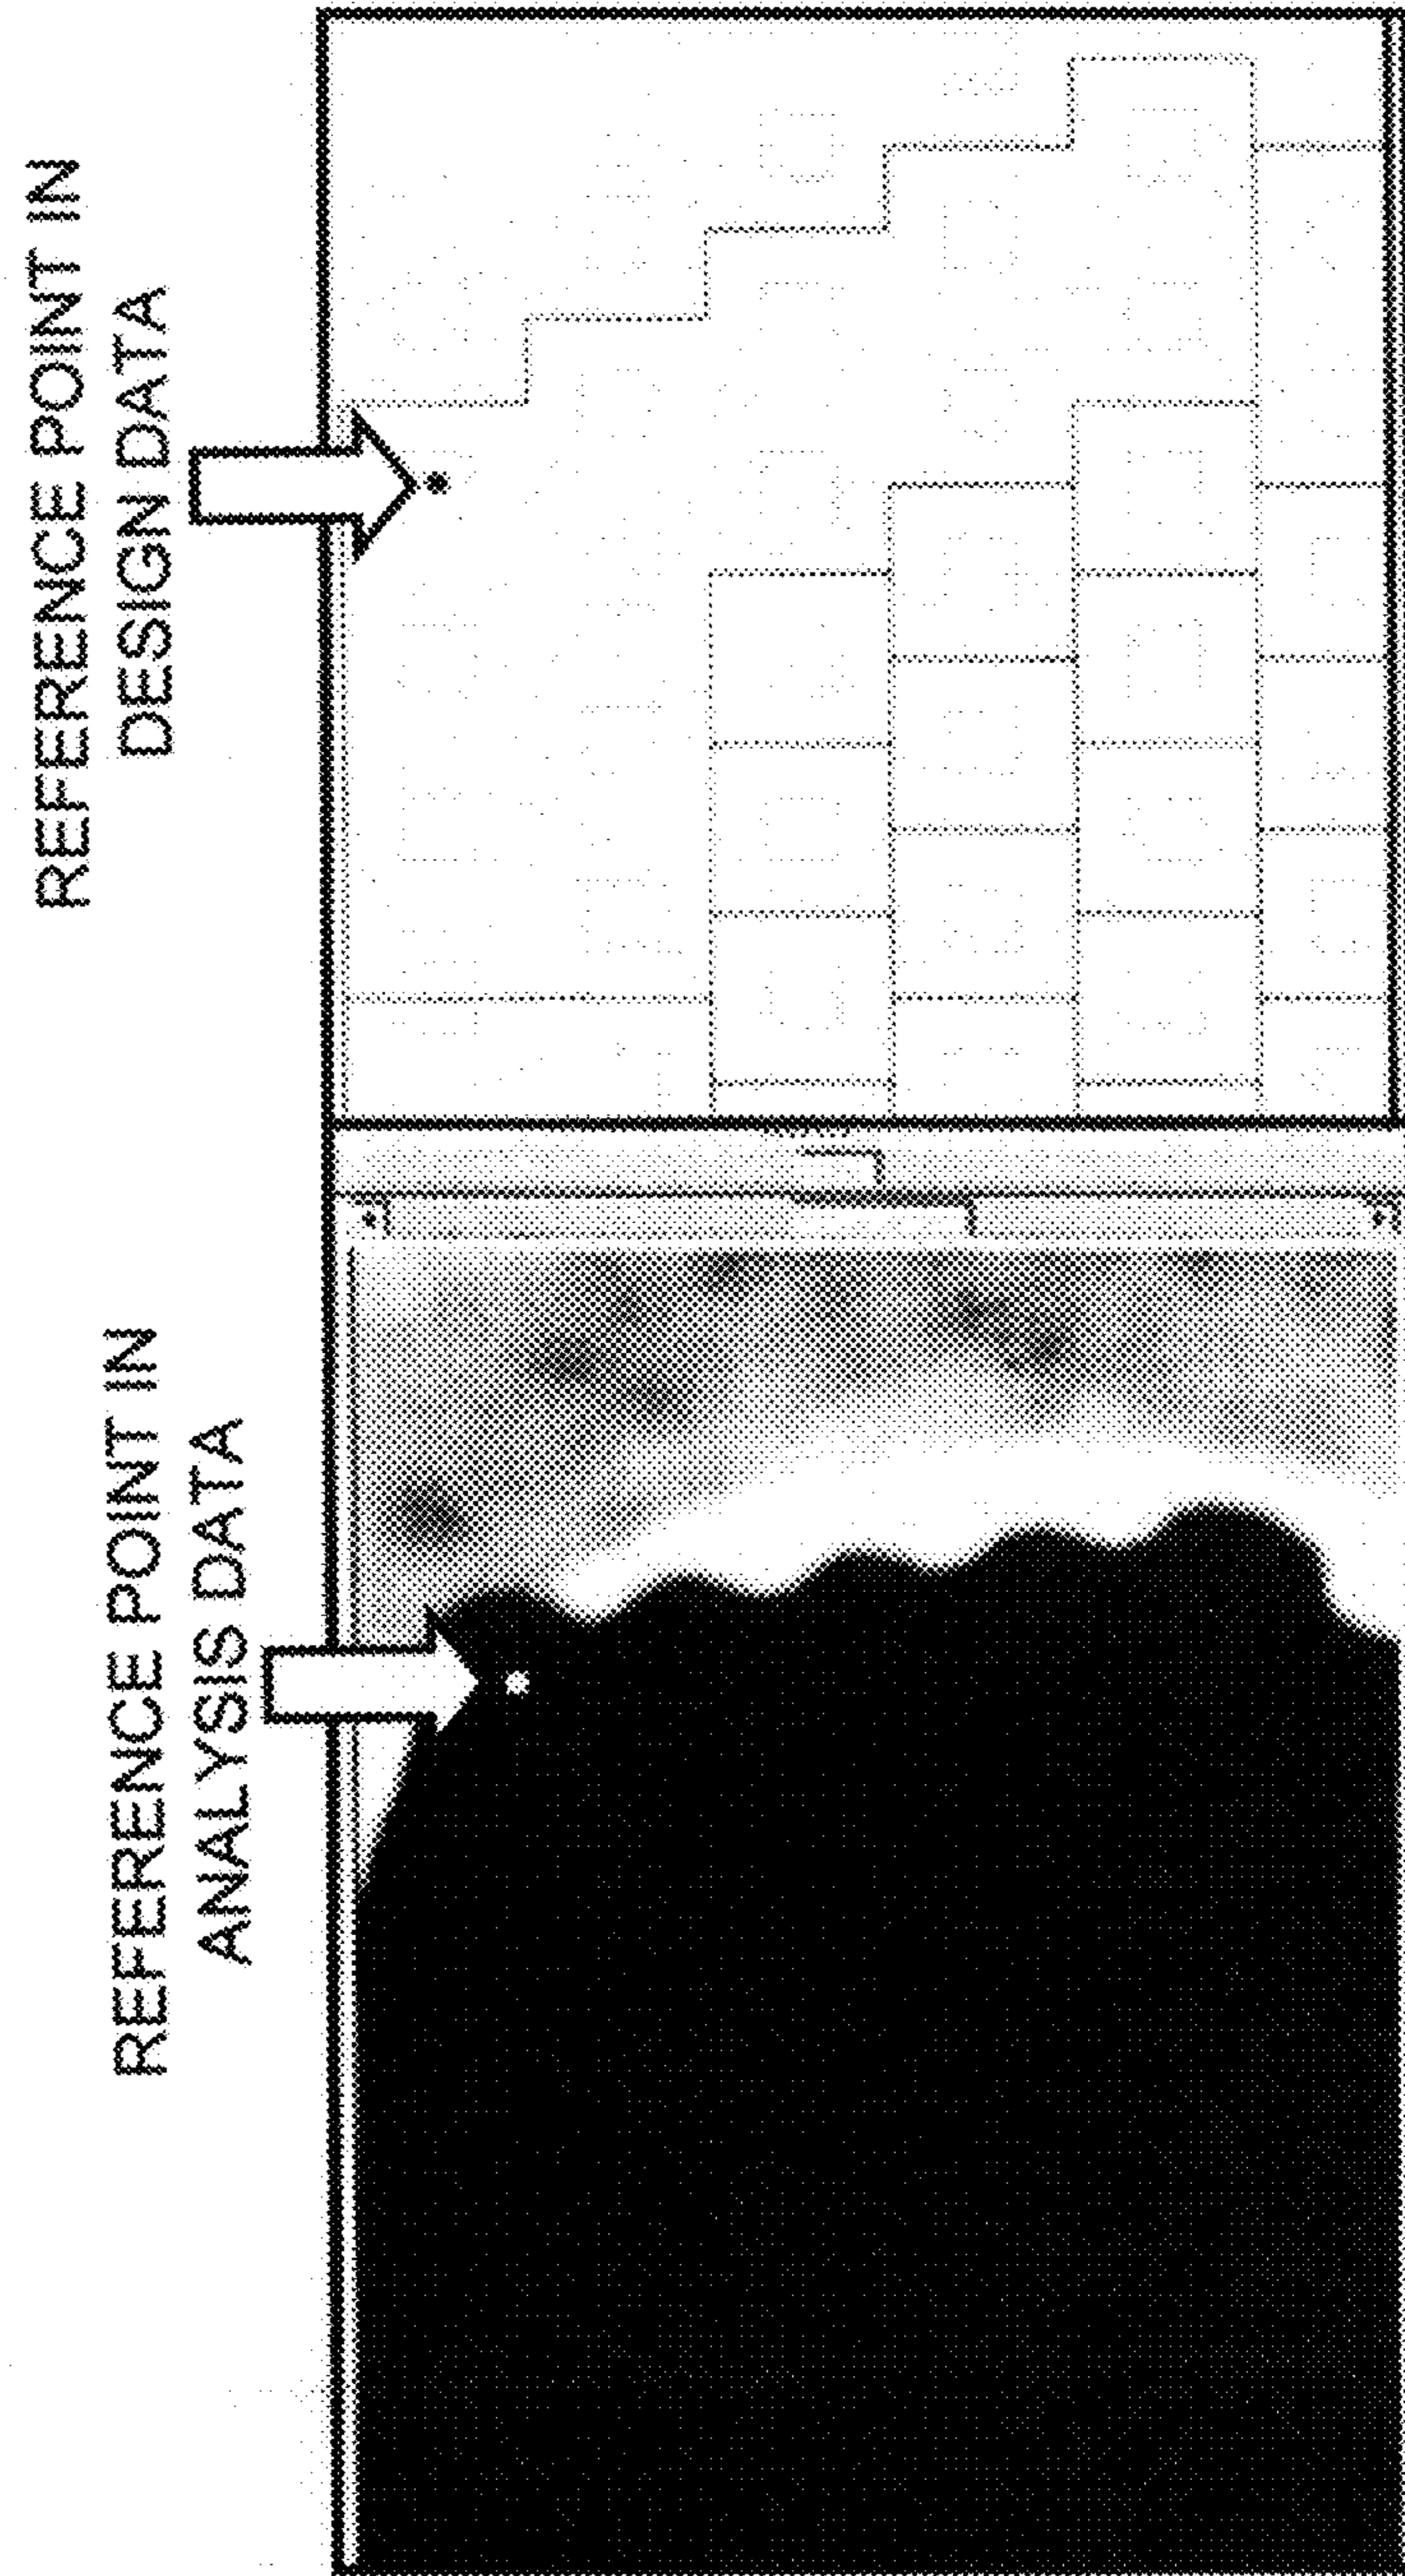 REFERENCE POINT IN
ANALYSIS DATA
REFERENCE POINT IN
DESIGN DATA